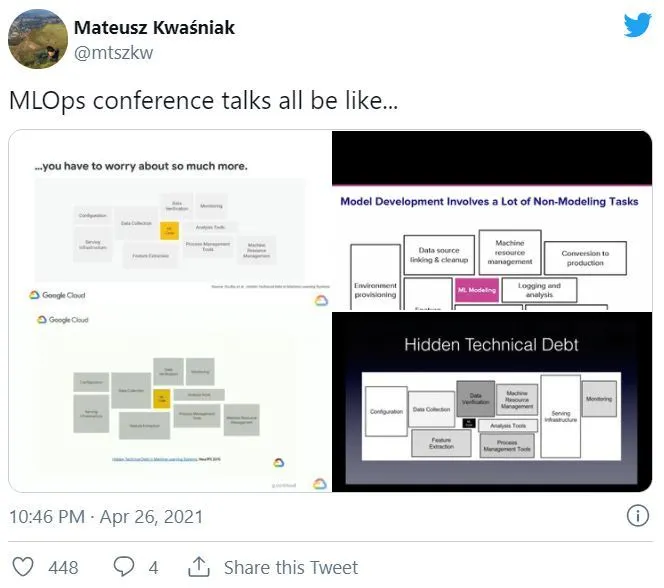 Mateusz Kwaśniak
@mtszkw
MLOps conference talks all be like...
...you have to worry about so much more.
Configuration
Data Collection
Data
Verification
Monitoring
ML
Code
Analysis Tools
Serving
Infrastructure
Feature Extraction
Process Management
Tools
Machine
Resource
Management
Google Cloud
Model Development Involves a Lot of Non-Modeling Tasks
Data source
linking & cleanup
Machine
resource
management
Conversion to
production
Environment
provisioning
ML Modeling
Logging and
analysis
Feature
Google Cloud
Configuration
Data Collection
Data
Verification
Monitoring
ML
Code
Analysis Tools
Serving
Infrastructure
Feature Extraction
Process Management
Tools
Machine Resource
Management
Hidden Technical Debt in Machine Learning Systems, NeurIPS 2015
Hidden Technical Debt
Configuration
Data Collection
Data
Verification
Machine
Resource
Management
Serving
Infrastructure
Monitoring
Analysis Tools
Feature
Extraction
Process
Management Tools
10:46 PM · Apr 26, 2021
448
4
Share this Tweet